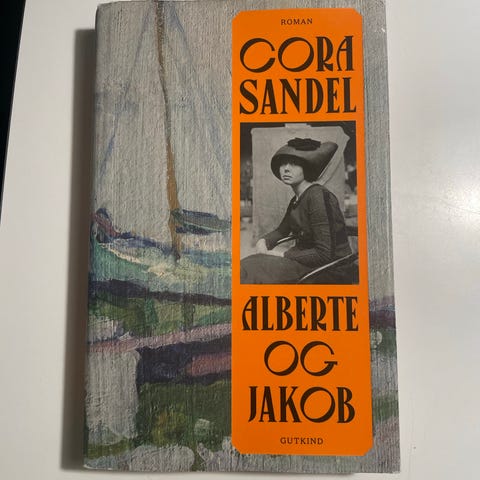 ROMAN
CORA
SANDEL
ALBERTE
OG
JAKOB
GUTKIND